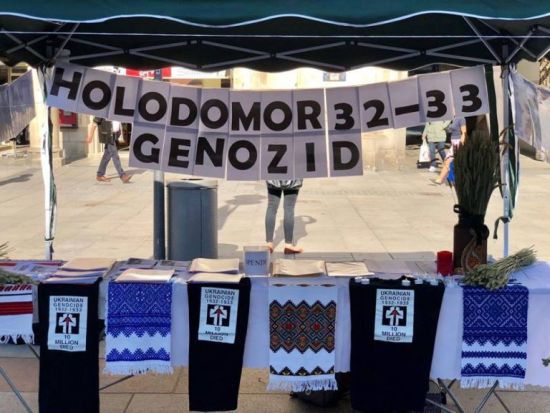 HOLODOMOR 32-33
GENOZID
UKRAINIAN
GENOCIDE
1932-1933
10
MILLION
DIED
UKRAINIAN
GENOCIDE
1932-1933
10
MILLION
DIED
UKRAINIAN
GENOCIDE
1932-1933
10
MILLION
DIED